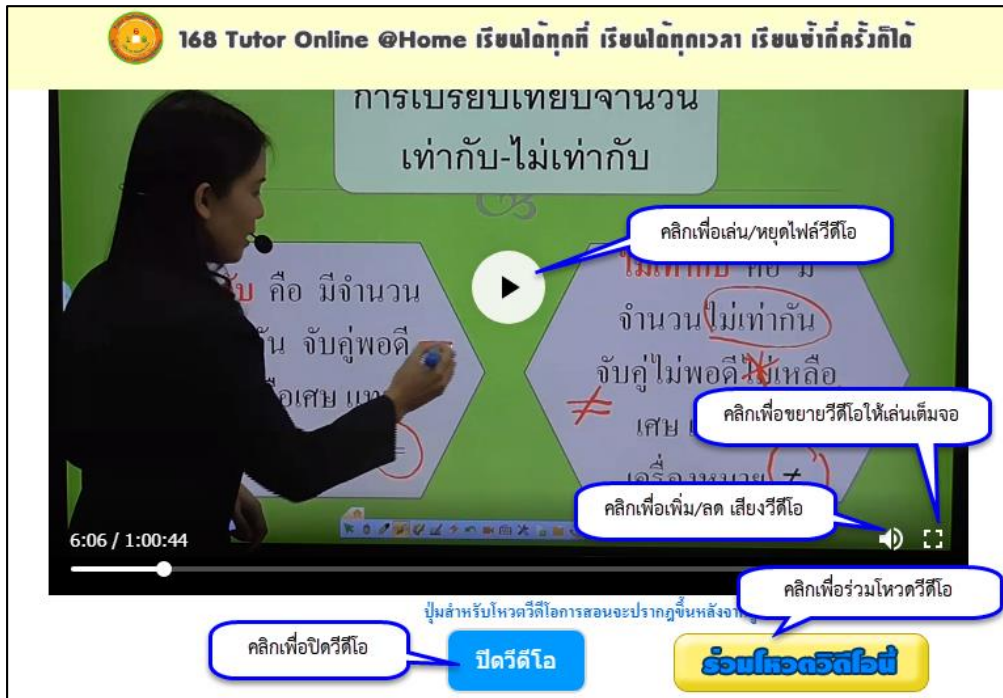 168 Tutor Online @Home เรียนได้ทุกที่ เรียนได้ทุกเวลา เรียนซ้ำกี่ครั้งก็ได้
การเปรียบเทียบจำนวน
เท่ากับ-ไม่เท่ากับ
คลิกเพื่อเล่น/หยุดไฟล์วีดีโอ
คือ มีจำนวน
จับคู่พอดี
=
ไม่เท่ากับ คือ มี
จำนวนไม่เท่ากัน
จับคู่ไม่พอดี เหลือ
≠
เศษ
เครื่องหมาย ≠
คลิกเพื่อขยายวีดีโอให้เล่นเต็มจอ
คลิกเพื่อเพิ่ม/ลด เสียงวีดีโอ
6:06 / 1:00:44
คลิกเพื่อร่วมโหวดวีดีโอ
ปุ่มสำหรับโหวตวีดีโอการสอนจะปรากฎขึ้นหลังจาก
คลิกเพื่อปิดวีดีโอ
ปิดวีดีโอ
ร่วมโหวตวิดีโอนี้